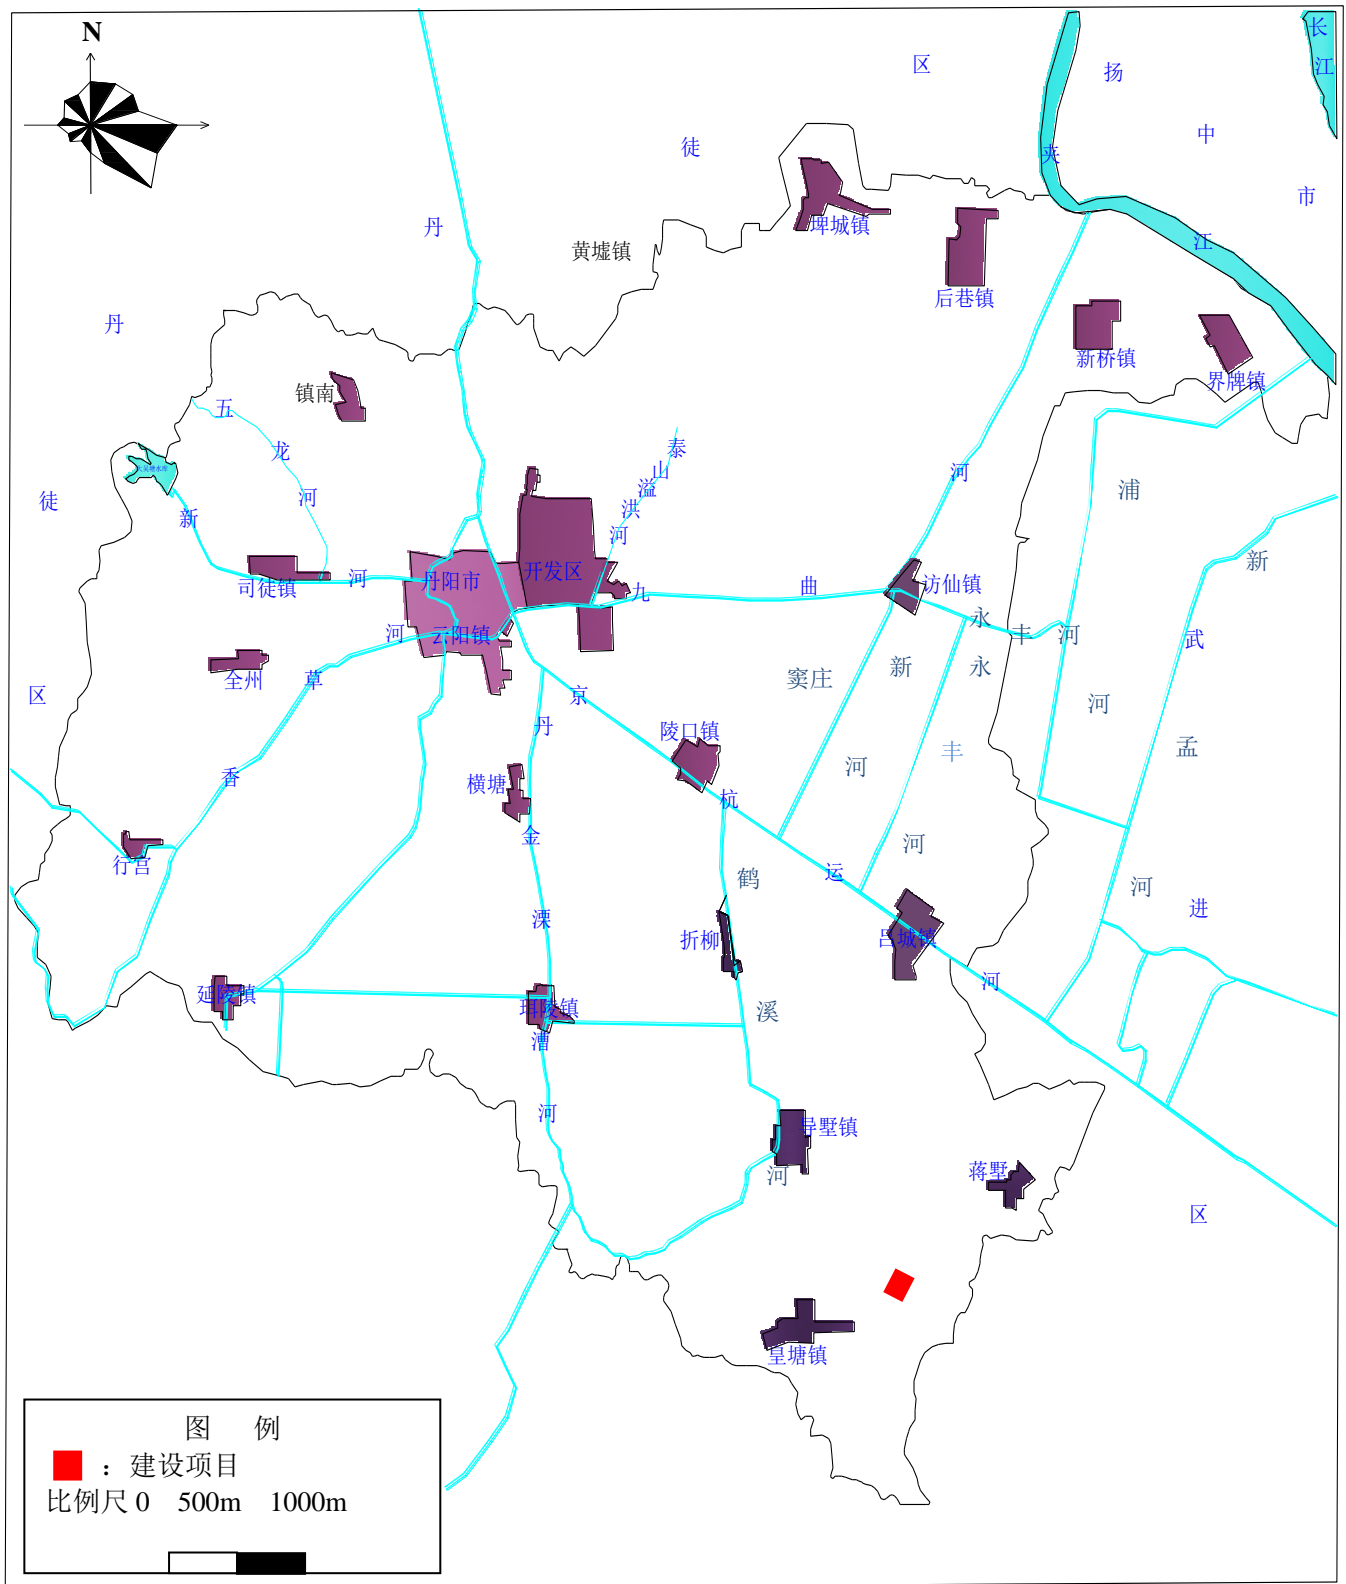 N
长
江
区
扬
中
市
徒
夹
江
丹
黄墟镇
埤城镇
后巷镇
新桥镇
界牌镇
丹
徒
区
镇南
五
龙
河
新
河
司徒镇
泰
山
溢
洪
河
丹阳市
开发区
云阳镇
九
曲
河
河
访仙镇
永
丰
河
浦
河
新
孟
河
武
进
区
全州
香
草
河
窦庄
新
河
永
丰
河
京
杭
运
河
陵口镇
丹
金
溧
漕
河
横塘
行宫
鹤
溪
河
折柳
吕城镇
延陵镇
珥陵镇
导墅镇
蒋墅
皇塘镇
图 例
：建设项目
比例尺 0 500m 1000m